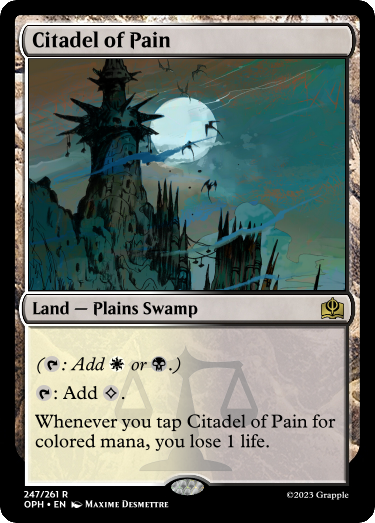 Citadel of Pain
Land — Plains Swamp
(: Add or .)
: Add .
Whenever you tap Citadel of Pain for
colored mana, you lose 1 life.
247/261 R
OPH • EN Maxime Desmettre
©2023 Grapple